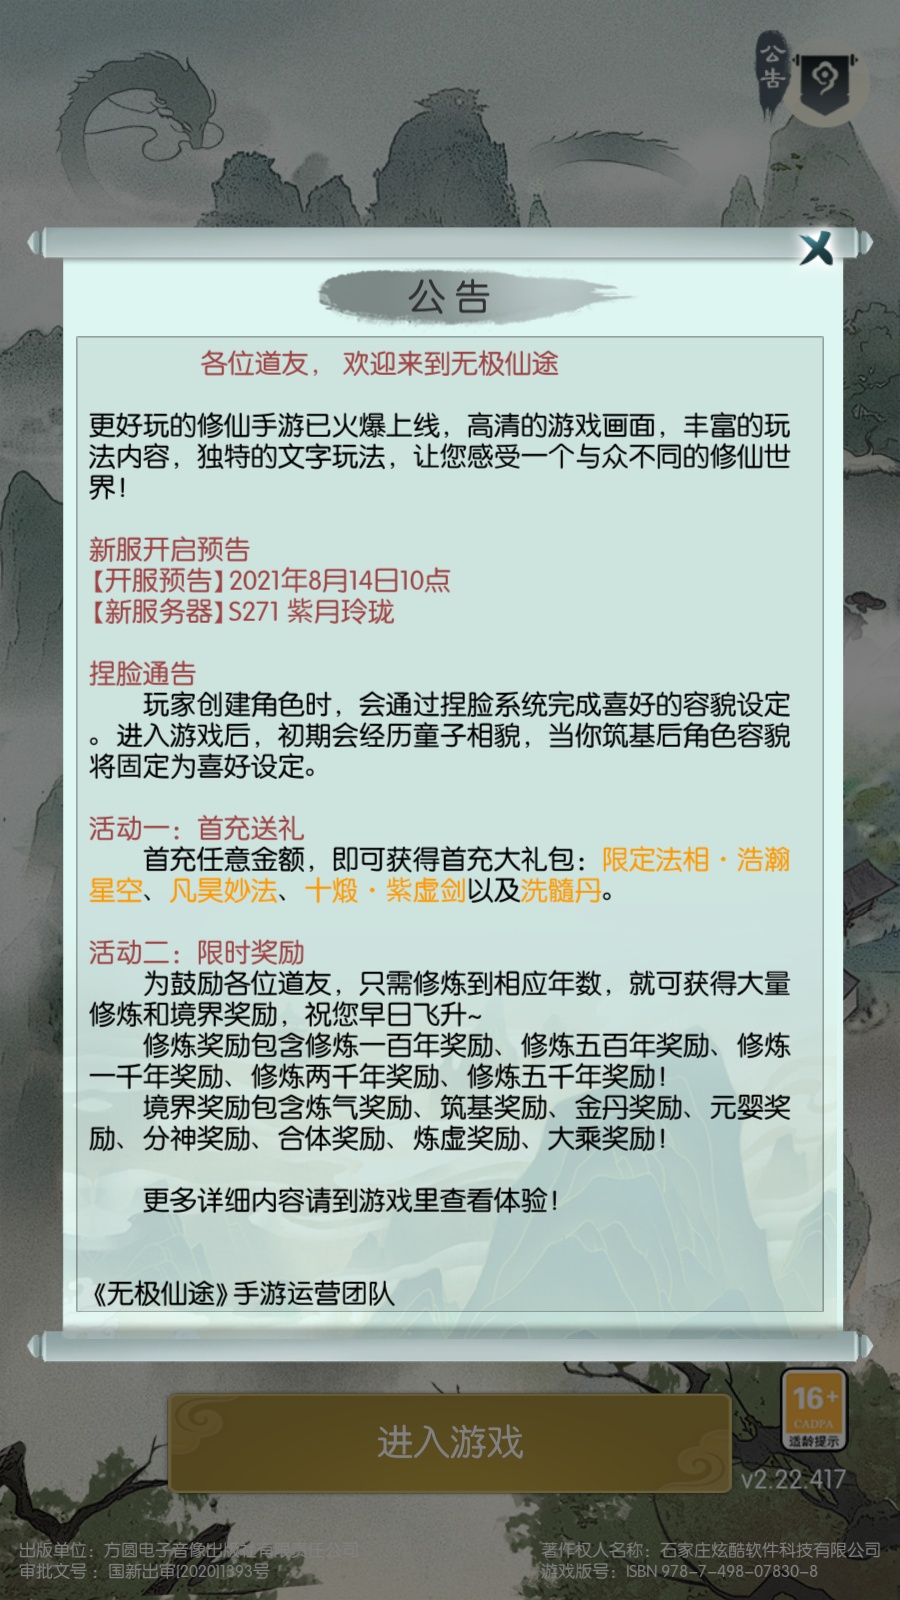 公告
公告
各位道友， 欢迎来到无极仙途
更好玩的修仙手游已火爆上线，高清的游戏画面，丰富的玩
法内容，独特的文字玩法，让您感受一个与众不同的修仙世
界！
新服开启预告
【开服预告】2021年8月14日10点
【新服务器】S271 紫月玲珑
捏脸通告
玩家创建角色时，会通过捏脸系统完成喜好的容貌设定
。进入游戏后，初期会经历童子相貌，当你筑基后角色容貌
将固定为喜好设定。
活动一：首充送礼
首充任意金额，即可获得首充大礼包：限定法相·浩瀚
星空、凡昊妙法、十煅·紫虚剑以及洗髓丹。
活动二：限时奖励
为鼓励各位道友，只需修炼到相应年数，就可获得大量
修炼和境界奖励，祝您早日飞升~
修炼奖励包含修炼一百年奖励、修炼五百年奖励、修炼
一千年奖励、修炼两千年奖励、修炼五千年奖励！
境界奖励包含炼气奖励、筑基奖励、金丹奖励、元婴奖
励、分神奖励、合体奖励、炼虚奖励、大乘奖励！
更多详细内容请到游戏里查看体验！
《无极仙途》手游运营团队
进入游戏
16+
CADPA
适龄提示
v2.22.417
出版单位：方圆电子音像出版社有限责任公司
审批文号：国新出审[2020]1393号
著作权人名称：石家庄炫酷软件科技有限公司
游戏版号：ISBN 978-7-498-07830-8